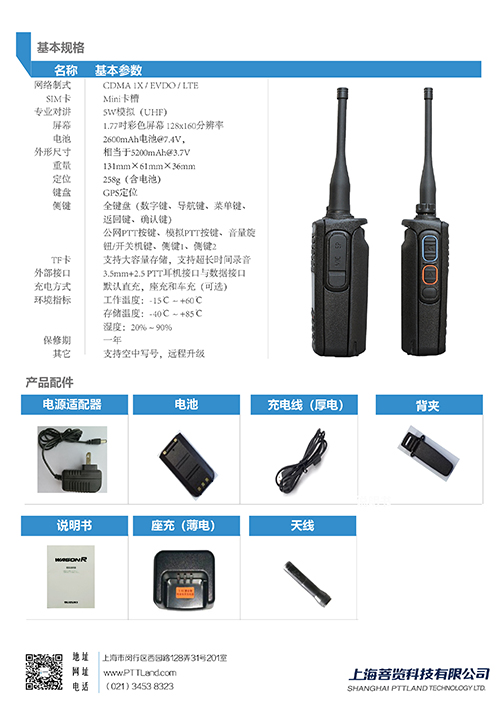 基本规格
名称 基本参数
网络制式 CDMA 1X / EVDO / LTE
SIM卡 Mini卡槽
专业对讲 5W模拟（UHF）
屏幕 1.77吋彩色屏幕 128x160分辨率
电池 2600mAh电池@7.4V，
外形尺寸 相当于5200mAh@3.7V
重量 131mm×61mm×36mm
定位 258g（含电池）
键盘 GPS定位
侧键 全键盘（数字键、导航键、菜单键、
返回键、确认键）
公网PTT按键、模拟PTT按键、音量旋
钮/开关机键、侧键1、侧键2
TF卡 支持大容量存储，支持超长时间录音
外部接口 3.5mm+2.5 PTT耳机接口与数据接口
充电方式 默认直充，座充和车充（可选）
环境指标 工作温度：-15℃ ~ +60℃
存储温度：-40℃ ~ +85℃
湿度：20% ~ 90%
保修期 一年
其它 支持空中写号，远程升级
产品配件
电源适配器 电池 充电线（厚电） 背夹
说明书 座充（薄电） 天线
WAGON R
地址 上海市闵行区西园路128弄31号201室
网址 www.PTTLand.com
电话 （021）3453 8323
上海菩览科技有限公司
SHANGHAI PTTLAND TECHNOLOGY LTD.